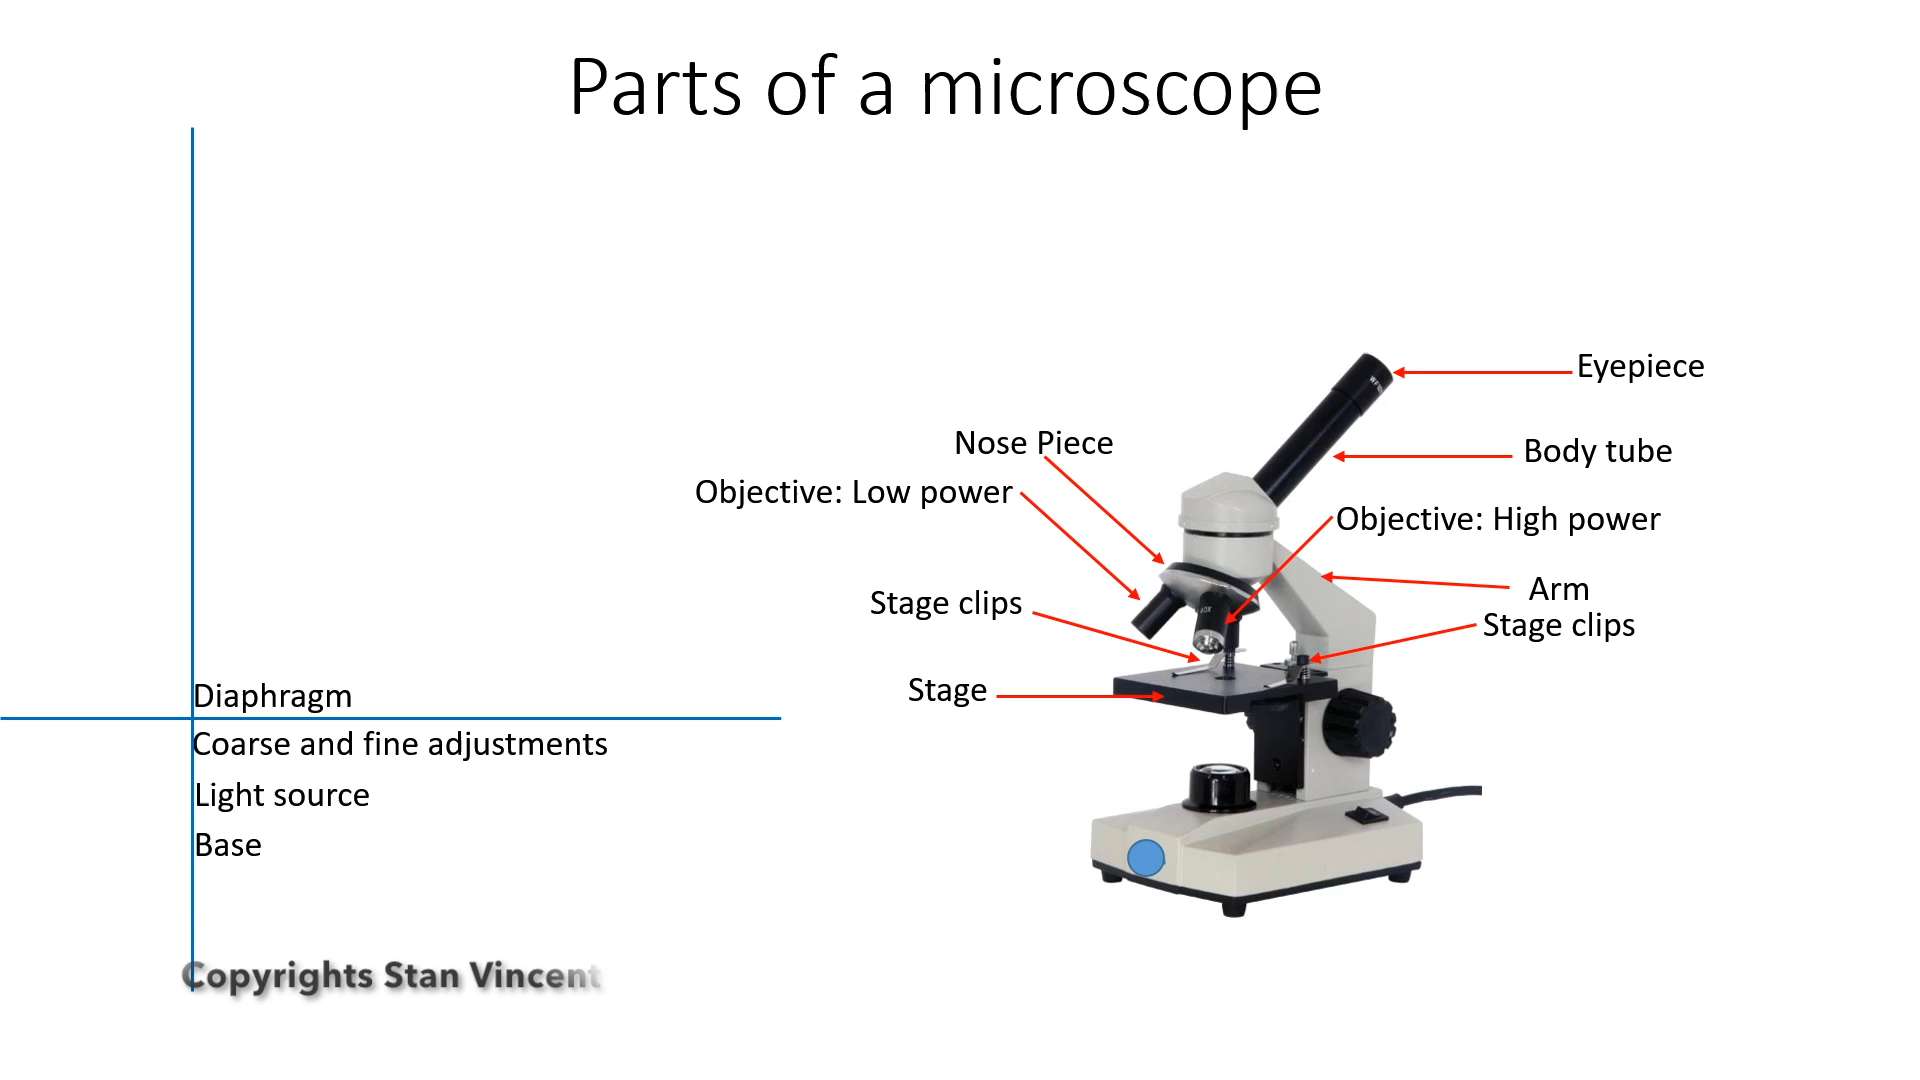 Parts of a microscope
Eyepiece
Nose Piece
Body tube
Objective: Low power
Objective: High power
Arm
Stage clips
Stage clips
Stage
Diaphragm
Coarse and fine adjustments
Light source
Base
Copyrights Stan Vincent